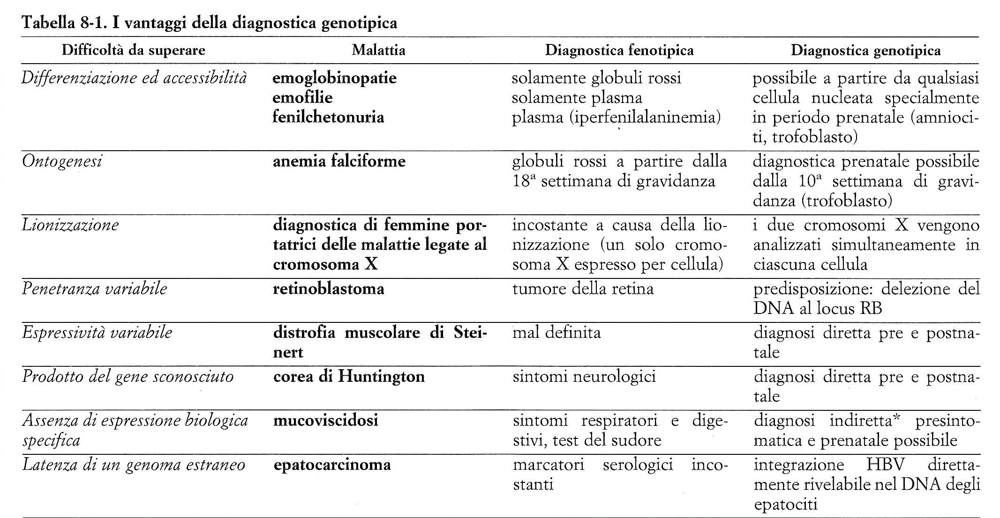 Tabella 8-1. I vantaggi della diagnostica genotipica
Difficoltà da superare Malattia Diagnostica fenotipica Diagnostica genotipica
Differenziazione ed accessibilità emoglobinopatie solamente globuli rossi possibile a partire da qualsiasi
emofilie solamente plasma cellula nucleata specialmente
fenilchetonuria plasma (iperfenilalaninemia) in periodo prenatale (amnioci-
ti, trofoblasto)
Ontogenesi anemia falciforme globuli rossi a partire dalla diagnostica prenatale possibile
18ª settimana di gravidanza dalla 10ª settimana di gravi-
danza (trofoblasto)
Lionizzazione diagnostica di femmine por- incostante a causa della lio- i due cromosomi X vengono
tatrici delle malattie legate al nizzazione (un solo cromo- analizzati simultaneamente in
cromosoma X soma X espresso per cellula) ciascuna cellula
Penetranza variabile retinoblastoma tumore della retina predisposizione: delezione del
DNA al locus RB
Espressività variabile distrofia muscolare di Stei- mal definita diagnosi diretta pre e postna-
nert tale
Prodotto del gene sconosciuto corea di Huntington sintomi neurologici diagnosi diretta pre e postna-
tale
Assenza di espressione biologica mucoviscidosi sintomi respiratori e dige- diagnosi indiretta* presinto-
specifica stivi, test del sudore matica e prenatale possibile
Latenza di un genoma estraneo epatocarcinoma marcatori serologici inco- integrazione HBV diretta-
stanti mente rivelabile nel DNA degli
epatociti